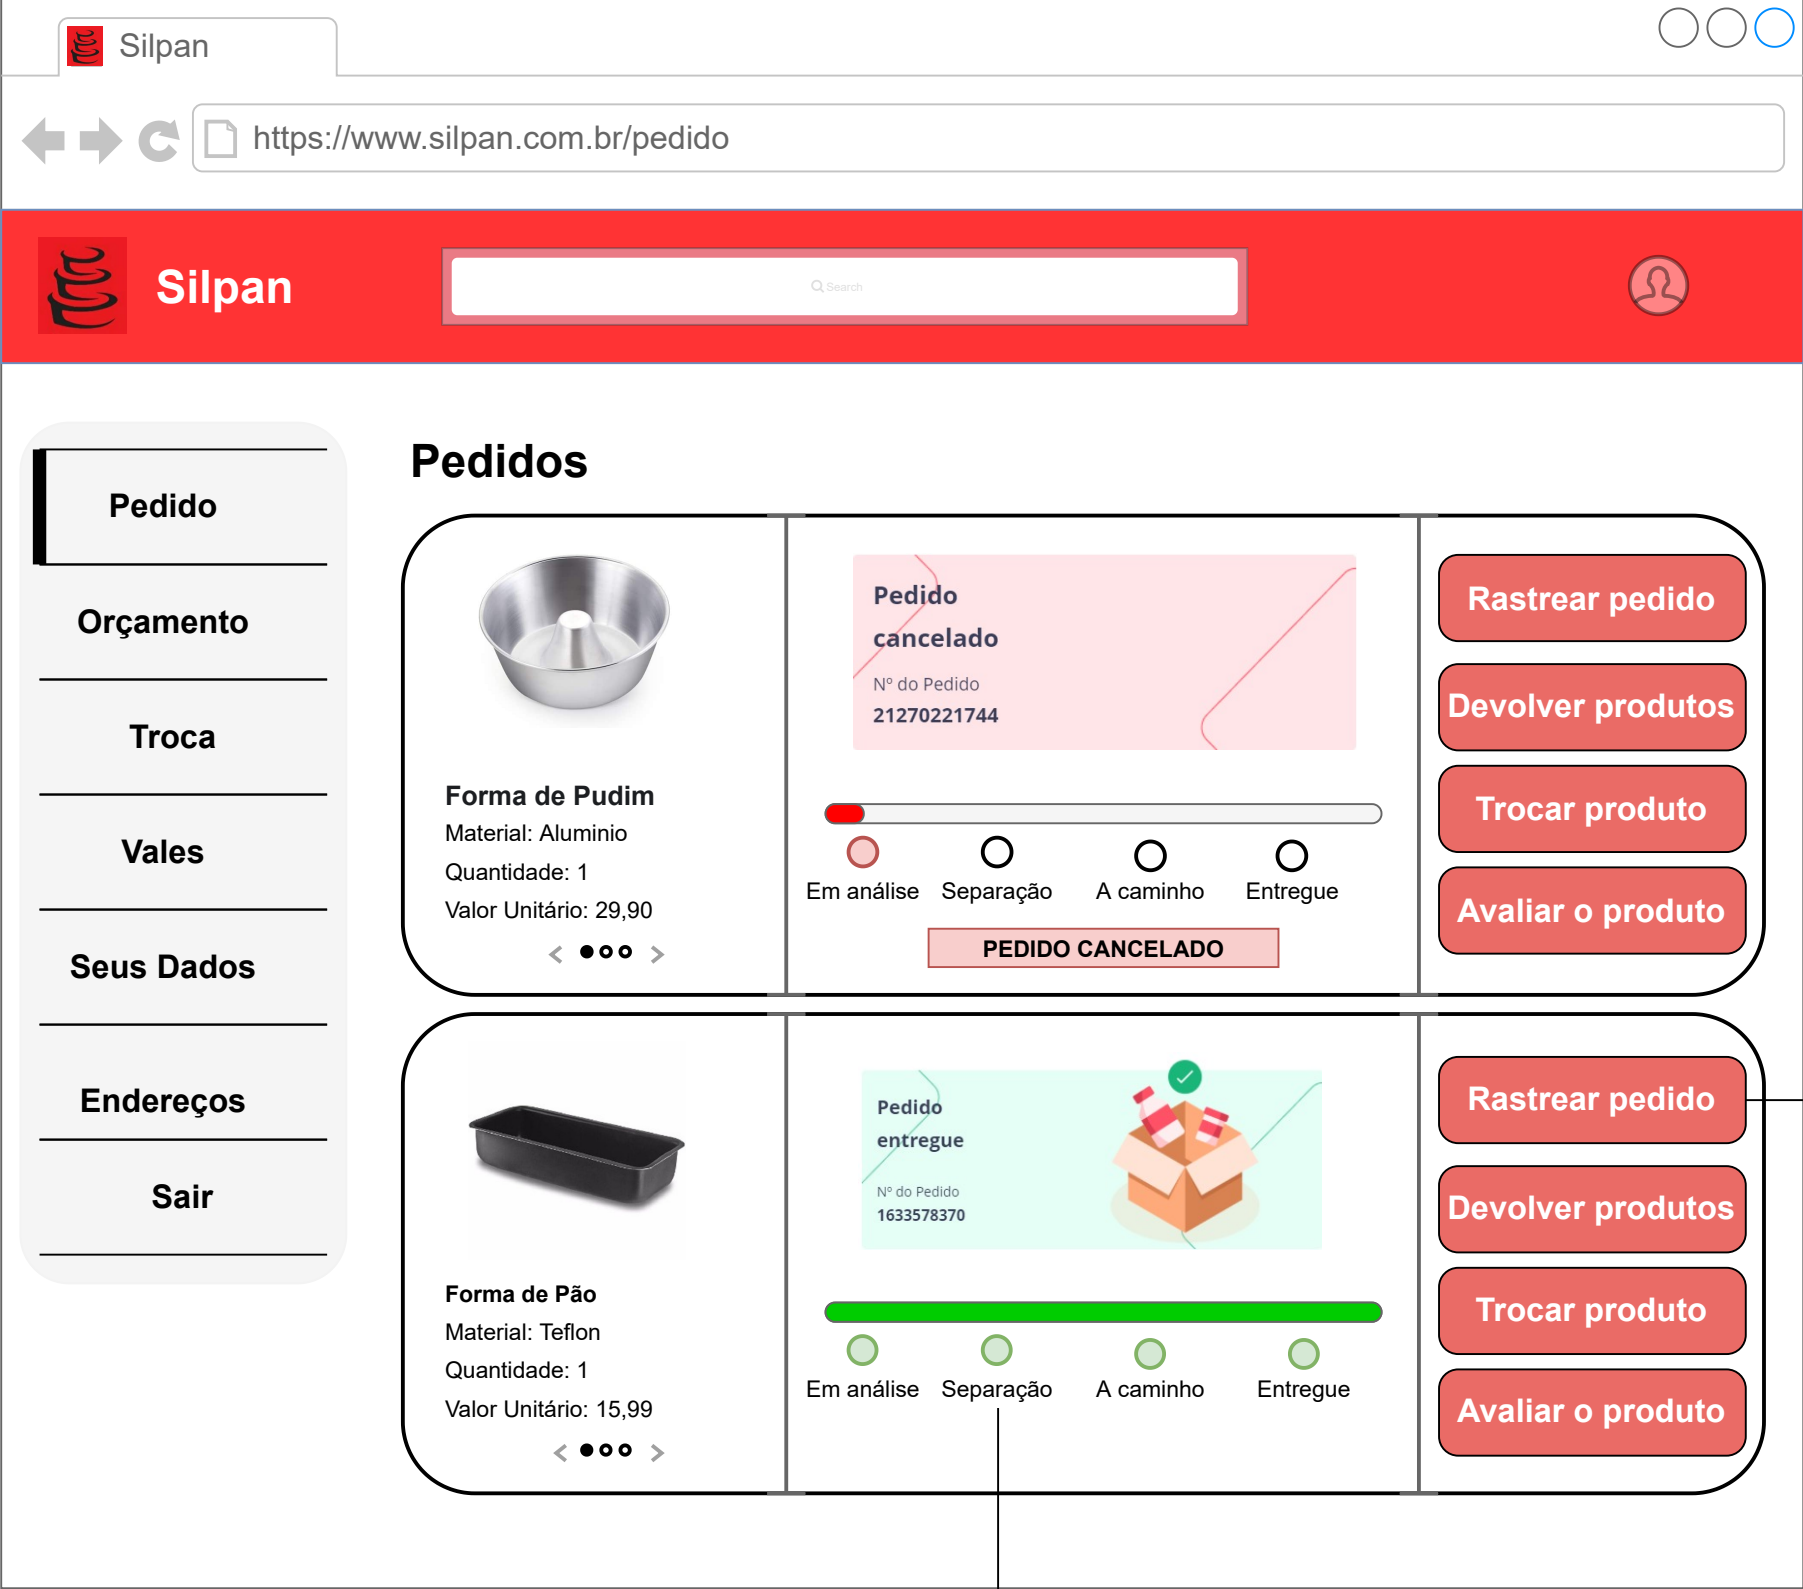 Silpan
https://www.silpan.com.br/pedido
Silpan
Search
Pedido
Orçamento
Troca
Vales
Seus Dados
Endereços
Sair
Pedidos
Forma de Pudim
Material: Aluminio
Quantidade: 1
Valor Unitário: 29,90
Pedido
cancelado
Nº do Pedido
21270221744
Em análise Separação A caminho Entregue
PEDIDO CANCELADO
Rastrear pedido
Devolver produtos
Trocar produto
Avaliar o produto
Forma de Pão
Material: Teflon
Quantidade: 1
Valor Unitário: 15,99
Pedido
entregue
Nº do Pedido
1633578370
Em análise Separação A caminho Entregue
Rastrear pedido
Devolver produtos
Trocar produto
Avaliar o produto